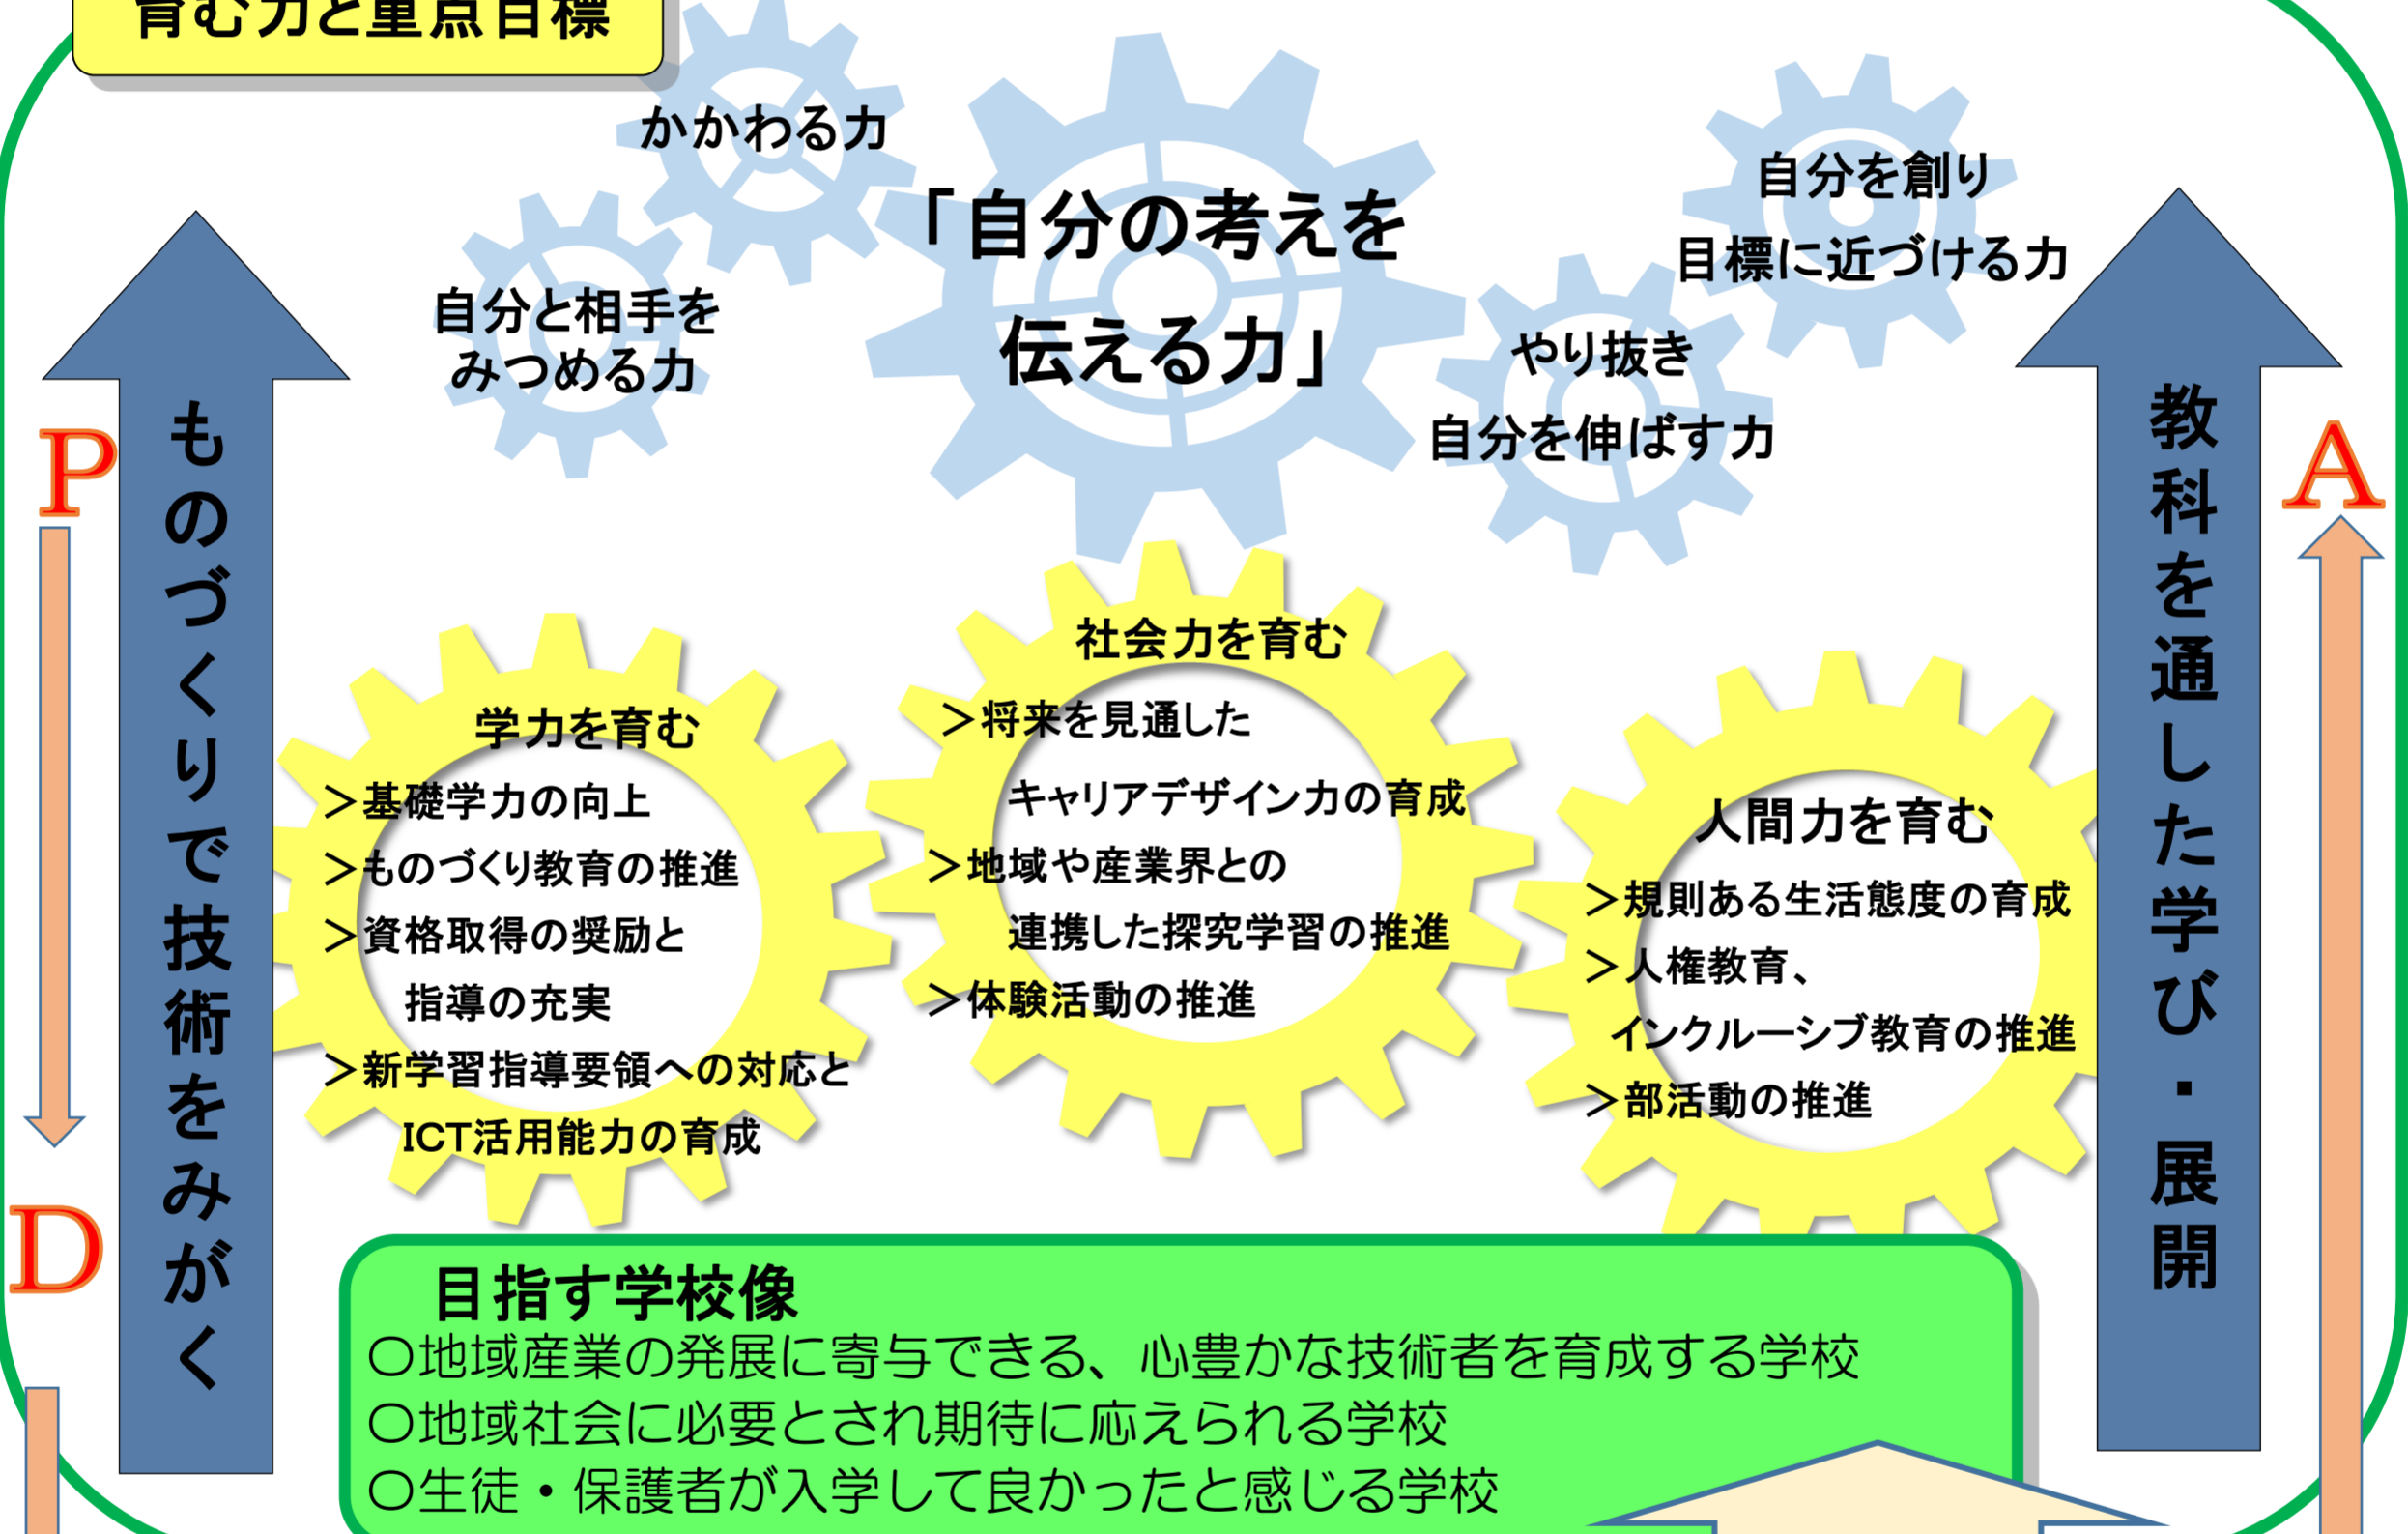 育む力と重点目標
かかわる力
自分と相手を
みつめる力
「自分の考えを
伝える力」
自分を創り
目標に近づける力
やり抜き
自分を伸ばす力
P
D
A
ものづくりで技術をみがく
教科を通した学び・展開
学力を育む
＞基礎学力の向上
＞ものづくり教育の推進
＞資格取得の奨励と
指導の充実
＞新学習指導要領への対応と
ICT活用能力の育成
社会力を育む
＞将来を見通した
キャリアデザイン力の育成
＞地域や産業界との
連携した探究学習の推進
＞体験活動の推進
人間力を育む
＞規則ある生活態度の育成
＞人権教育、
インクルーシブ教育の推進
＞部活動の推進
目指す学校像
○地域産業の発展に寄与できる、心豊かな技術者を育成する学校
○地域社会に必要とされ期待に応えられる学校
○生徒・保護者が入学して良かったと感じる学校